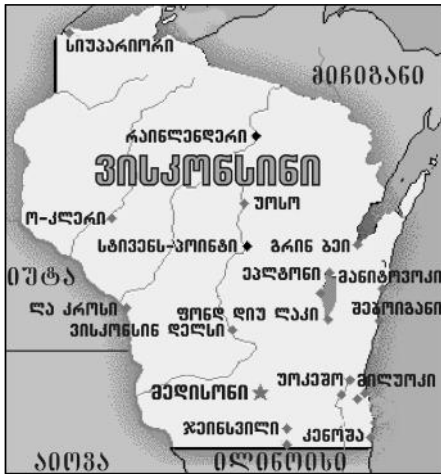 სიუპარიორი
მიჩიგანი
რაინლენდერი
ვისკონსინი
უოსო
ო-კლერი
სტივენს-პოინტი
გრინ ბეი
იუტა
ეპლტონი
მანიტოვოკი
ლა კროსი
ფონდ დიუ ლაკი
შებოიგანი
ვისკონსინ დელსი
უოკეშო
მილუოკი
მედისონი
ჯეინსვილი
კენოშა
აიოვა
ილინოისი